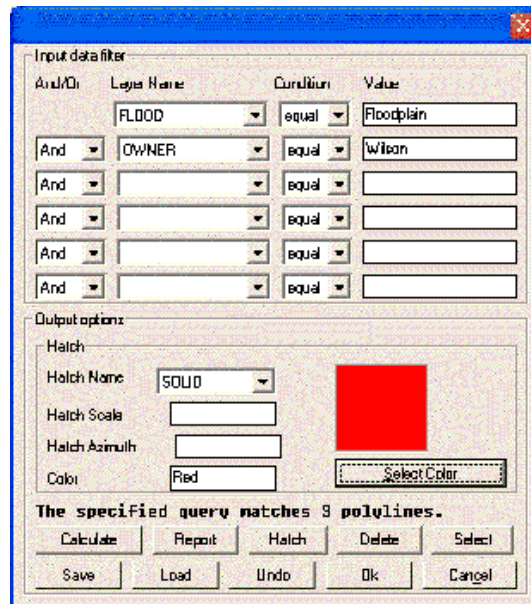 Input data filter
And/Or Layer Name Condition Value
FLOOD equal Floodplain
And OWNER equal Wilson
And equal
And equal
And equal
And equal
Output options
Hatch
Hatch Name SOLID
Hatch Scale
Hatch Azimuth
Color Red Select Color
The specified query matches 9 polylines.
Calculate Report Hatch Delete Select
Save Load Undo Ok Cancel